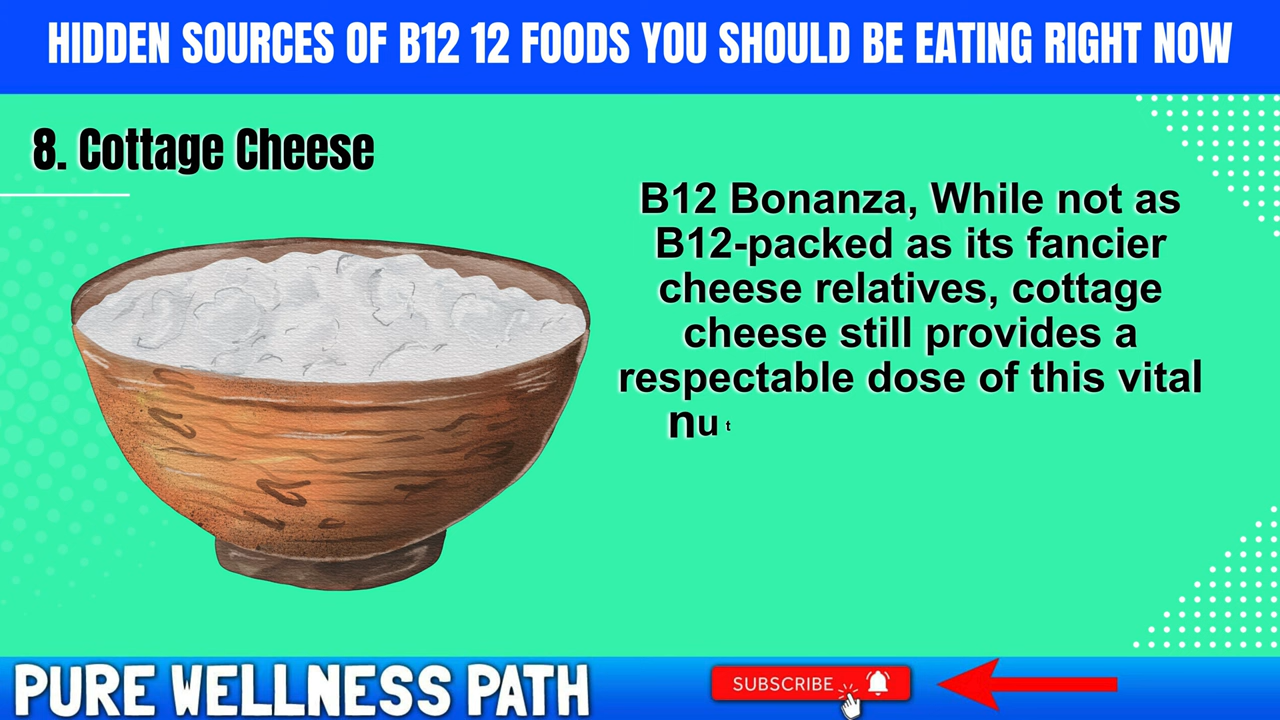 HIDDEN SOURCES OF B12 12 FOODS YOU SHOULD BE EATING RIGHT NOW
8. Cottage Cheese
B12 Bonanza, While not as
B12-packed as its fancier
cheese relatives, cottage
cheese still provides a
respectable dose of this vital
nut
PURE WELLNESS PATH
SUBSCRIBE